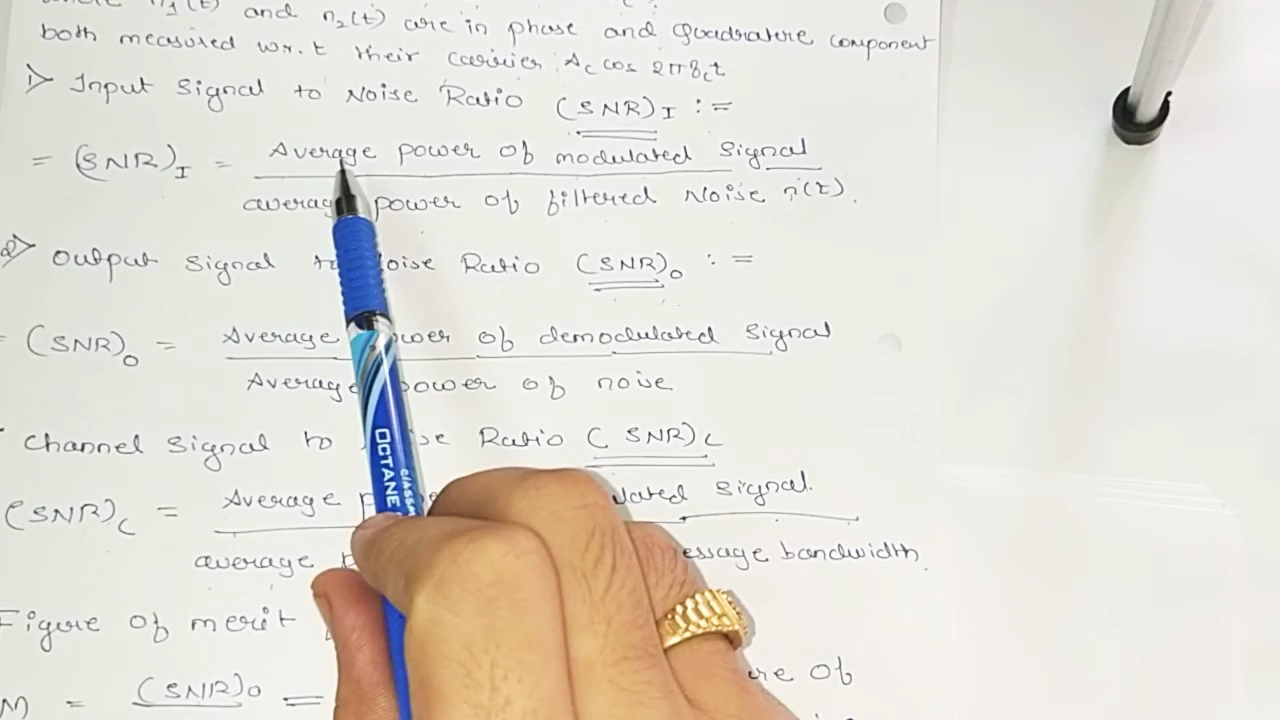 n1(t) and n2(t) are in phase and Quadrature component
both measured w.r.t their carrier Ac cos 2πfct
1> Input Signal to Noise Ratio (SNR)I :=
= (SNR)I = Average power of modulated Signal
average power of filtered Noise n(t).
2> Output Signal to Noise Ratio (SNR)o : =
= (SNR)o = Average power of demodulated Signal
Average power of noise
Channel Signal to Noise Ratio (SNR)c
(SNR)c = Average signal.
average message bandwidth.
Figure of merit
= (SNR)o =
of
OCTANE